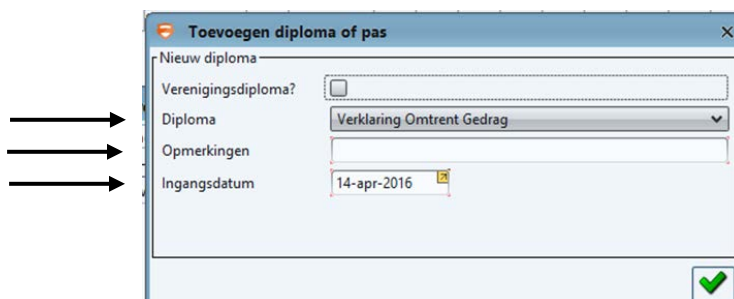 Toevoegen diploma of pas
Nieuw diploma
Verenigingsdiploma?
Diploma Verklaring Omtrent Gedrag
Opmerkingen
Ingangsdatum 14-apr-2016